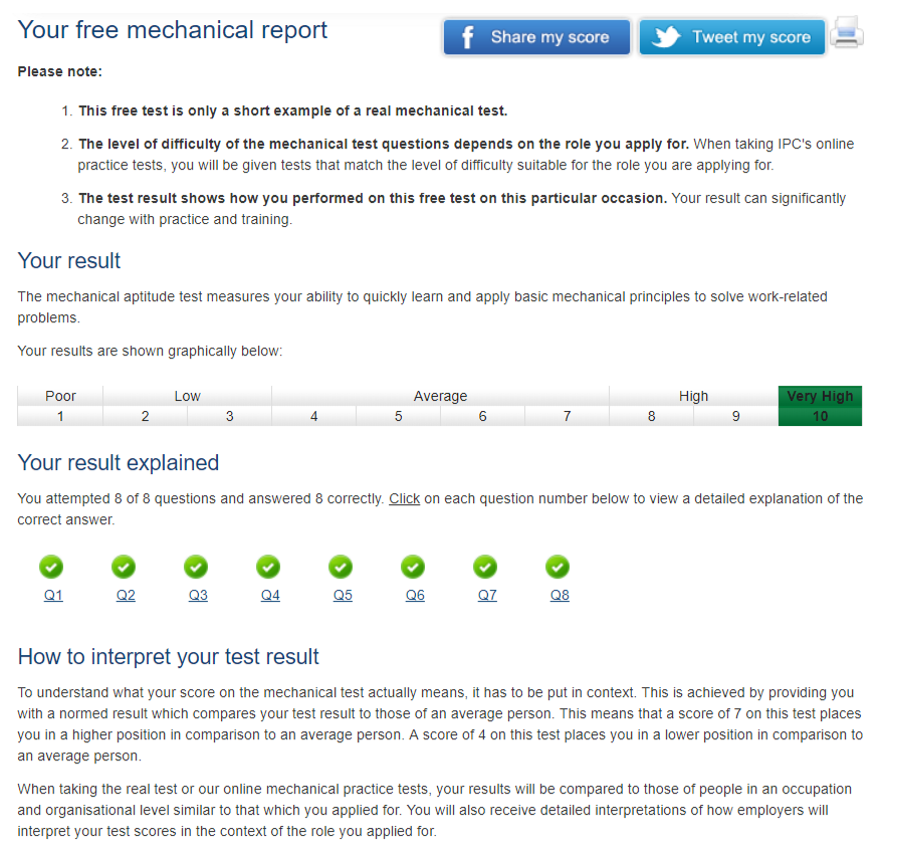 Your free mechanical report
Share my score
Tweet my score
Please note:
1. This free test is only a short example of a real mechanical test.
2. The level of difficulty of the mechanical test questions depends on the role you apply for. When taking IPC's online
practice tests, you will be given tests that match the level of difficulty suitable for the role you are applying for.
3. The test result shows how you performed on this free test on this particular occasion. Your result can significantly
change with practice and training.
Your result
The mechanical aptitude test measures your ability to quickly learn and apply basic mechanical principles to solve work-related
problems.
Your results are shown graphically below:
Poor Low Average High Very High
1 2 3 4 5 6 7 8 9 10
Your result explained
You attempted 8 of 8 questions and answered 8 correctly. Click on each question number below to view a detailed explanation of the
correct answer.
Q1 Q2 Q3 Q4 Q5 Q6 Q7 Q8
How to interpret your test result
To understand what your score on the mechanical test actually means, it has to be put in context. This is achieved by providing you
with a normed result which compares your test result to those of an average person. This means that a score of 7 on this test places
you in a higher position in comparison to an average person. A score of 4 on this test places you in a lower position in comparison to
an average person.
When taking the real test or our online mechanical practice tests, your results will be compared to those of people in an occupation
and organisational level similar to that which you applied for. You will also receive detailed interpretations of how employers will
interpret your test scores in the context of the role you applied for.